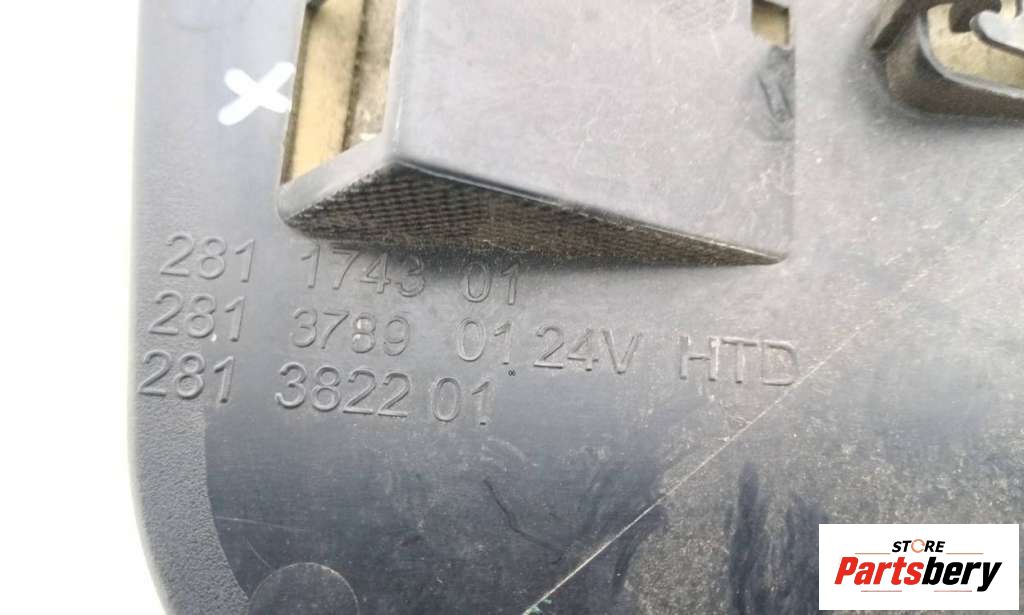 281 1743 01
281 3789 01 24V HTD
281 3822 01
STORE
Partsbery